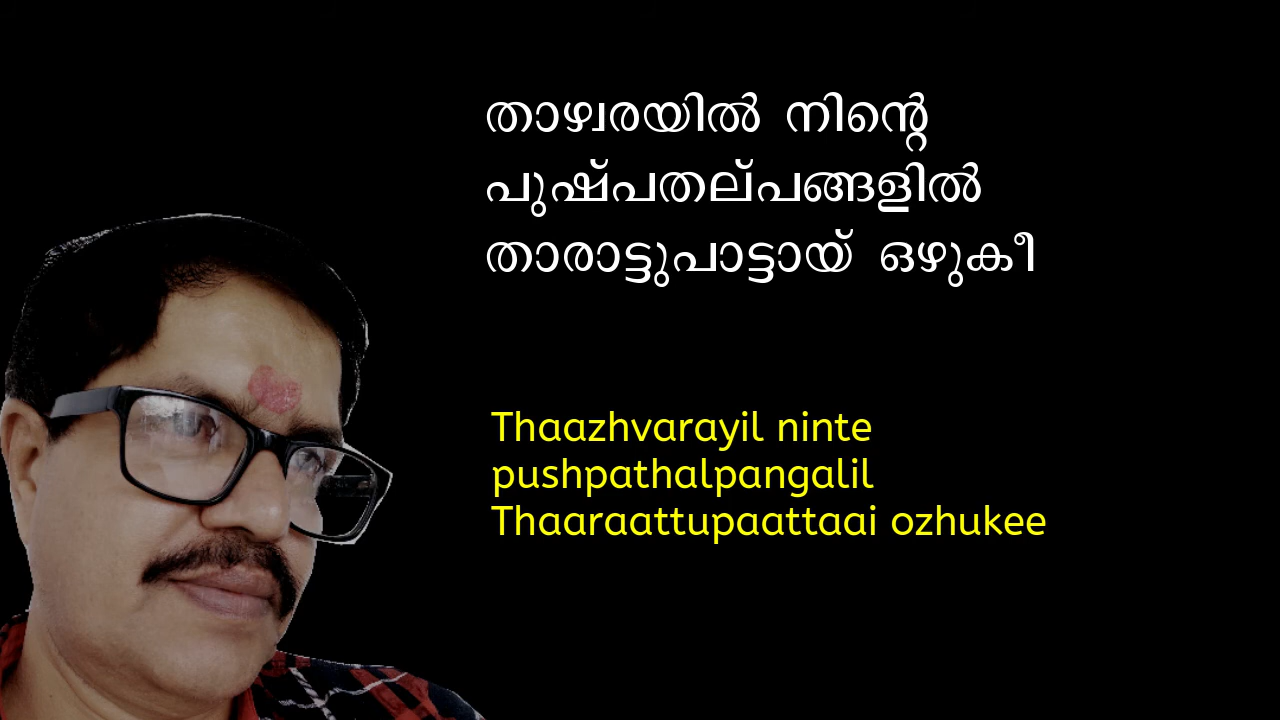 താഴ്വരയിൽ നിന്റെ
പുഷ്പതല്പങ്ങളിൽ
താരാട്ടുപാട്ടായ് ഒഴുകീ
Thaazhvarayil ninte
pushpathalpangalil
Thaaraattupaattaai ozhukee